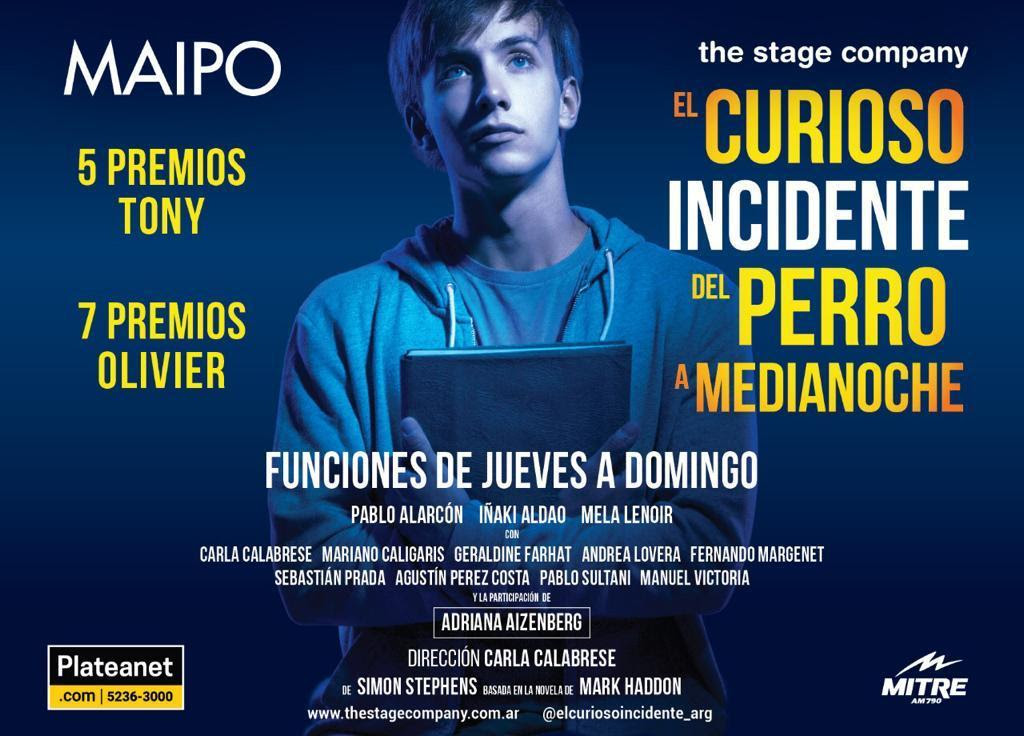 MAIPO
5 PREMIOS
TONY
7 PREMIOS
OLIVIER
the stage company
EL CURIOSO
INCIDENTE
DEL PERRO
A MEDIANOCHE
FUNCIONES DE JUEVES A DOMINGO
PABLO ALARCÓN IÑAKI ALDAO MELA LENOIR
CON
CARLA CALABRESE MARIANO CALIGARIS GERALDINE FARHAT ANDREA LOVERA FERNANDO MARGENET
SEBASTIÁN PRADA AGUSTÍN PEREZ COSTA PABLO SULTANI MANUEL VICTORIA
Y LA PARTICIPACIÓN DE
ADRIANA AIZENBERG
DIRECCIÓN CARLA CALABRESE
DE SIMON STEPHENS BASADA EN LA NOVELA DE MARK HADDON
www.thestagecompany.com.ar @elcuriosoincidente_arg
Plateanet
.com | 5236-3000
MITRE
AM 790